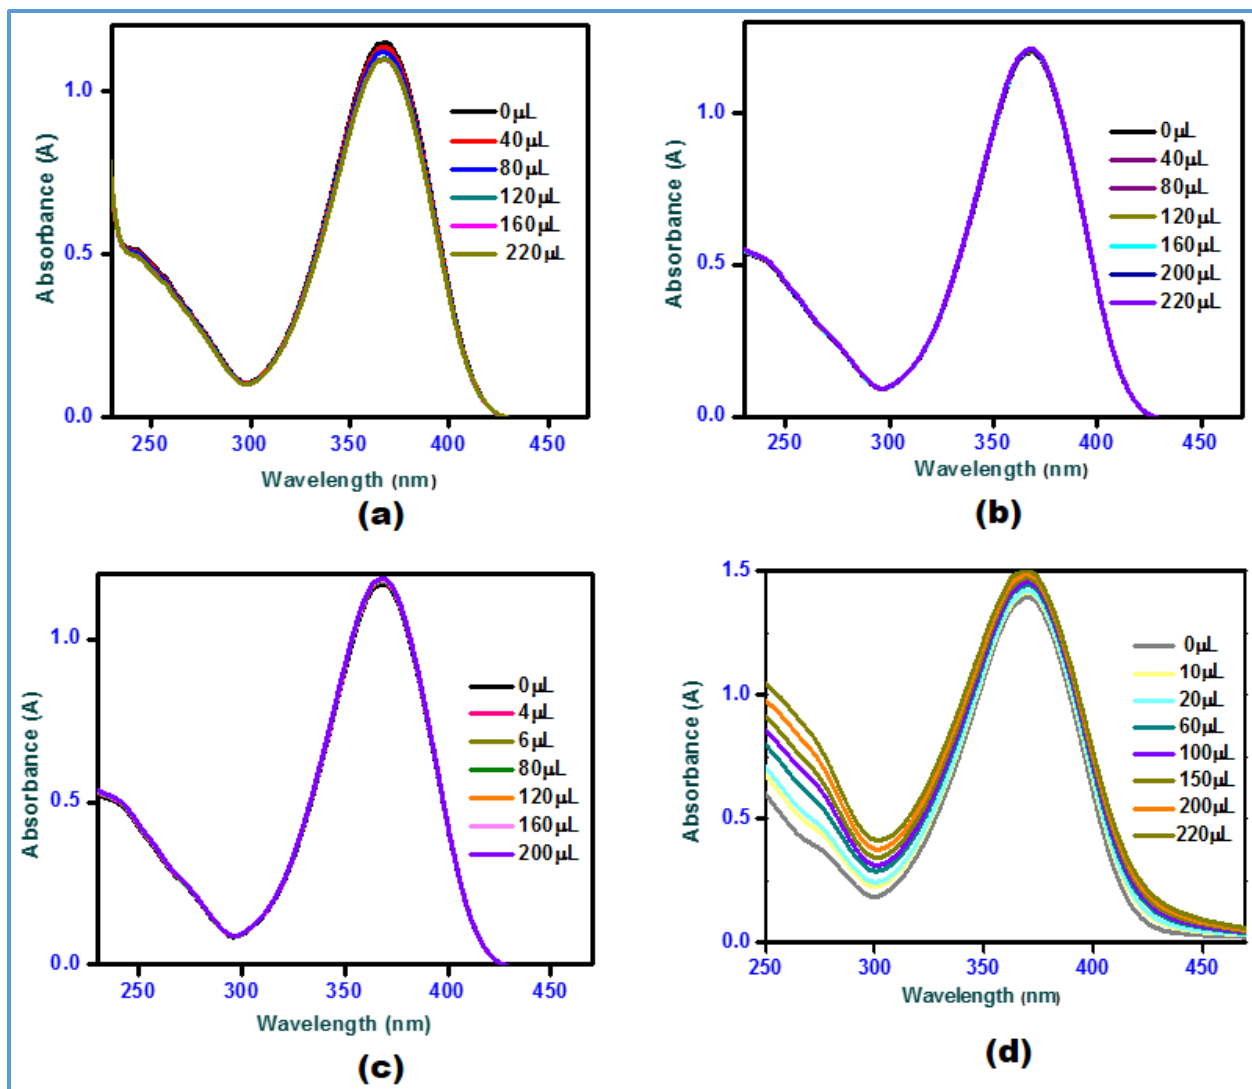 1.0
0.5
0.0
250 300 350 400 450
Absorbance (A)
Wavelength (nm)
0µL
40µL
80µL
120µL
160µL
220µL
(a)
1.0
0.5
0.0
250 300 350 400 450
Absorbance (A)
Wavelength (nm)
0µL
40µL
80µL
120µL
160µL
200µL
220µL
(b)
1.0
0.5
0.0
250 300 350 400 450
Absorbance (A)
Wavelength (nm)
0µL
4µL
6µL
80µL
120µL
160µL
200µL
(c)
1.5
1.0
0.5
0.0
250 300 350 400 450
Absorbance (A)
Wavelength (nm)
0µL
10µL
20µL
60µL
100µL
150µL
200µL
220µL
(d)